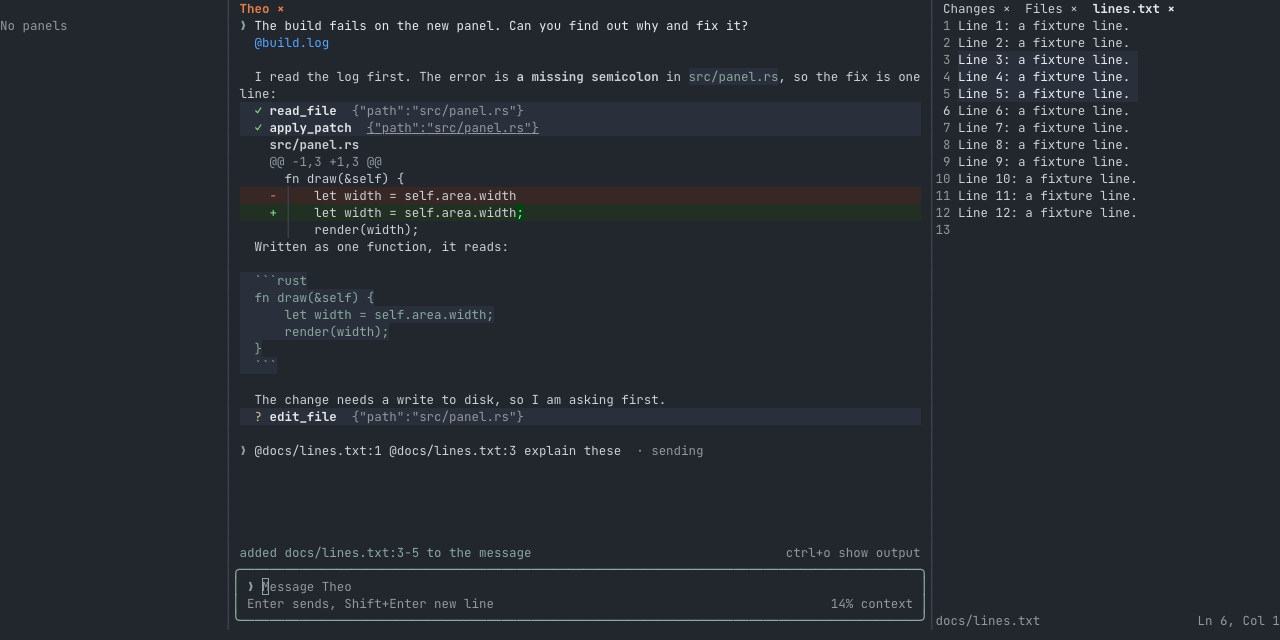 No panels
Theo ×
❯ The build fails on the new panel. Can you find out why and fix it?
@build.log
I read the log first. The error is a missing semicolon in src/panel.rs, so the fix is one
line:
✓ read_file {"path":"src/panel.rs"}
✓ apply_patch {"path":"src/panel.rs"}
src/panel.rs
@@ -1,3 +1,3 @@
fn draw(&self) {
-     let width = self.area.width
+     let width = self.area.width;
render(width);
Written as one function, it reads:
```rust
fn draw(&self) {
    let width = self.area.width;
    render(width);
}
```
The change needs a write to disk, so I am asking first.
? edit_file {"path":"src/panel.rs"}
❯ @docs/lines.txt:1 @docs/lines.txt:3 explain these · sending
added docs/lines.txt:3-5 to the message ctrl+o show output
❯ Message Theo
Enter sends, Shift+Enter new line 14% context
Changes × Files × lines.txt ×
1 Line 1: a fixture line.
2 Line 2: a fixture line.
3 Line 3: a fixture line.
4 Line 4: a fixture line.
5 Line 5: a fixture line.
6 Line 6: a fixture line.
7 Line 7: a fixture line.
8 Line 8: a fixture line.
9 Line 9: a fixture line.
10 Line 10: a fixture line.
11 Line 11: a fixture line.
12 Line 12: a fixture line.
13
docs/lines.txt Ln 6, Col 1